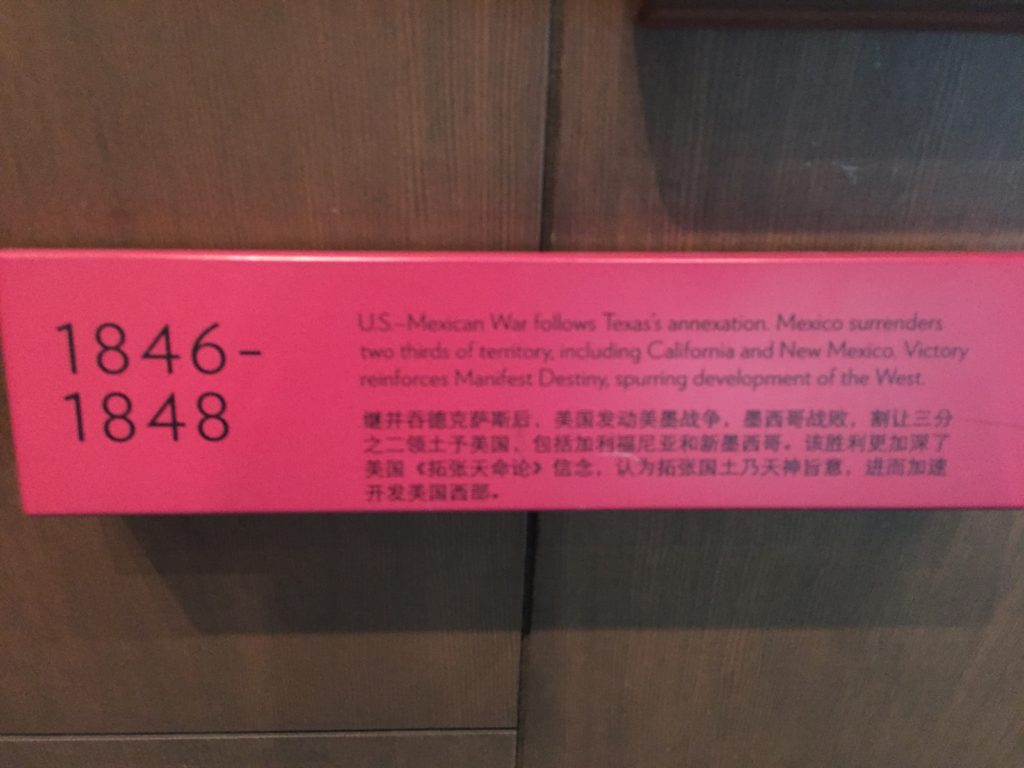 1846–
1848
U.S.–Mexican War follows Texas's annexation. Mexico surrenders
two thirds of territory, including California and New Mexico. Victory
reinforces Manifest Destiny, spurring development of the West.
继并吞德克萨斯后，美国发动美墨战争，墨西哥战败，割让三分
之二领土予美国，包括加利福尼亚和新墨西哥。该胜利更加深了
美国《拓张天命论》信念，认为拓张国土乃天神旨意，进而加速
开发美国西部。